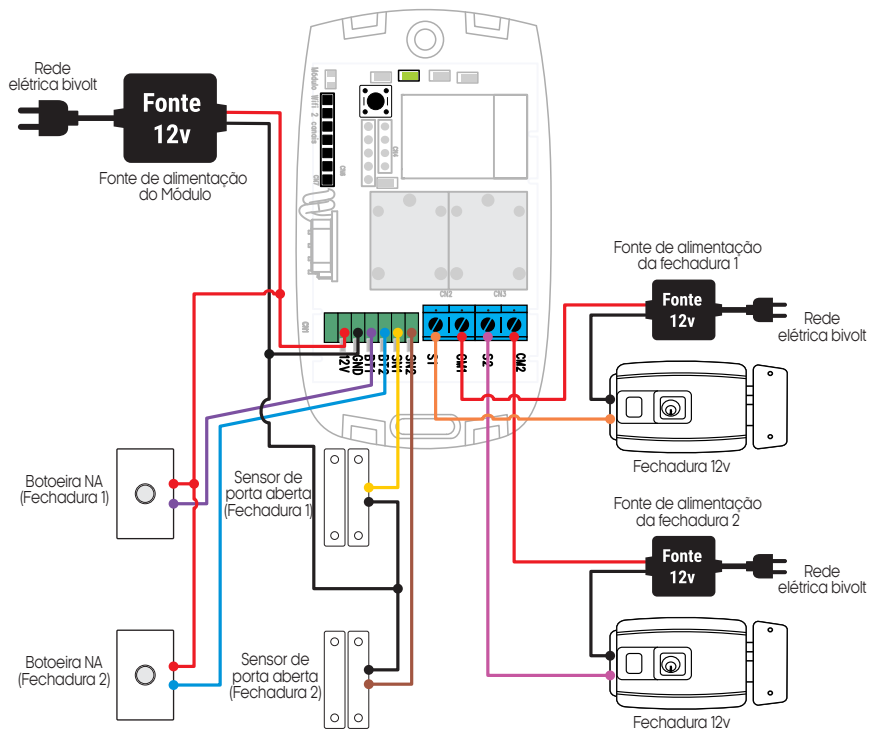 Rede
elétrica bivolt
Fonte
12v
Fonte de alimentação
do Módulo
Módulo WiFi 2 canais
CN7
CN8
CN4
CN2
CN3
CN1
12V
GND
BT1
BT2
SN1
SN2
S1
CM1
S2
CM2
Fonte de alimentação
da fechadura 1
Fonte
12v
Rede
elétrica bivolt
Fechadura 12v
Botoeira NA
(Fechadura 1)
Sensor de
porta aberta
(Fechadura 1)
Fonte de alimentação
da fechadura 2
Fonte
12v
Rede
elétrica bivolt
Fechadura 12v
Botoeira NA
(Fechadura 2)
Sensor de
porta aberta
(Fechadura 2)